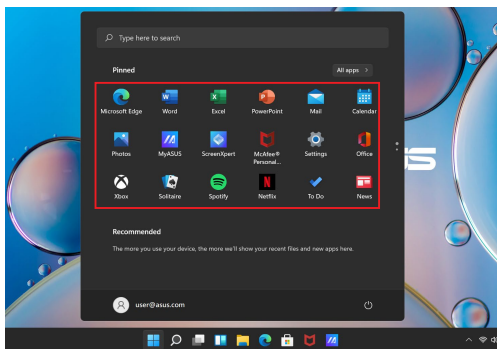 Type here to search
Pinned
All apps >
Microsoft Edge Word Excel PowerPoint Mail Calendar
Photos MyASUS ScreenXpert McAfee® Settings Office
Personal...
Xbox Solitaire Spotify Netflix To Do News
Recommended
The more you use your device, the more we'll show your recent files and new apps here.
user@asus.com